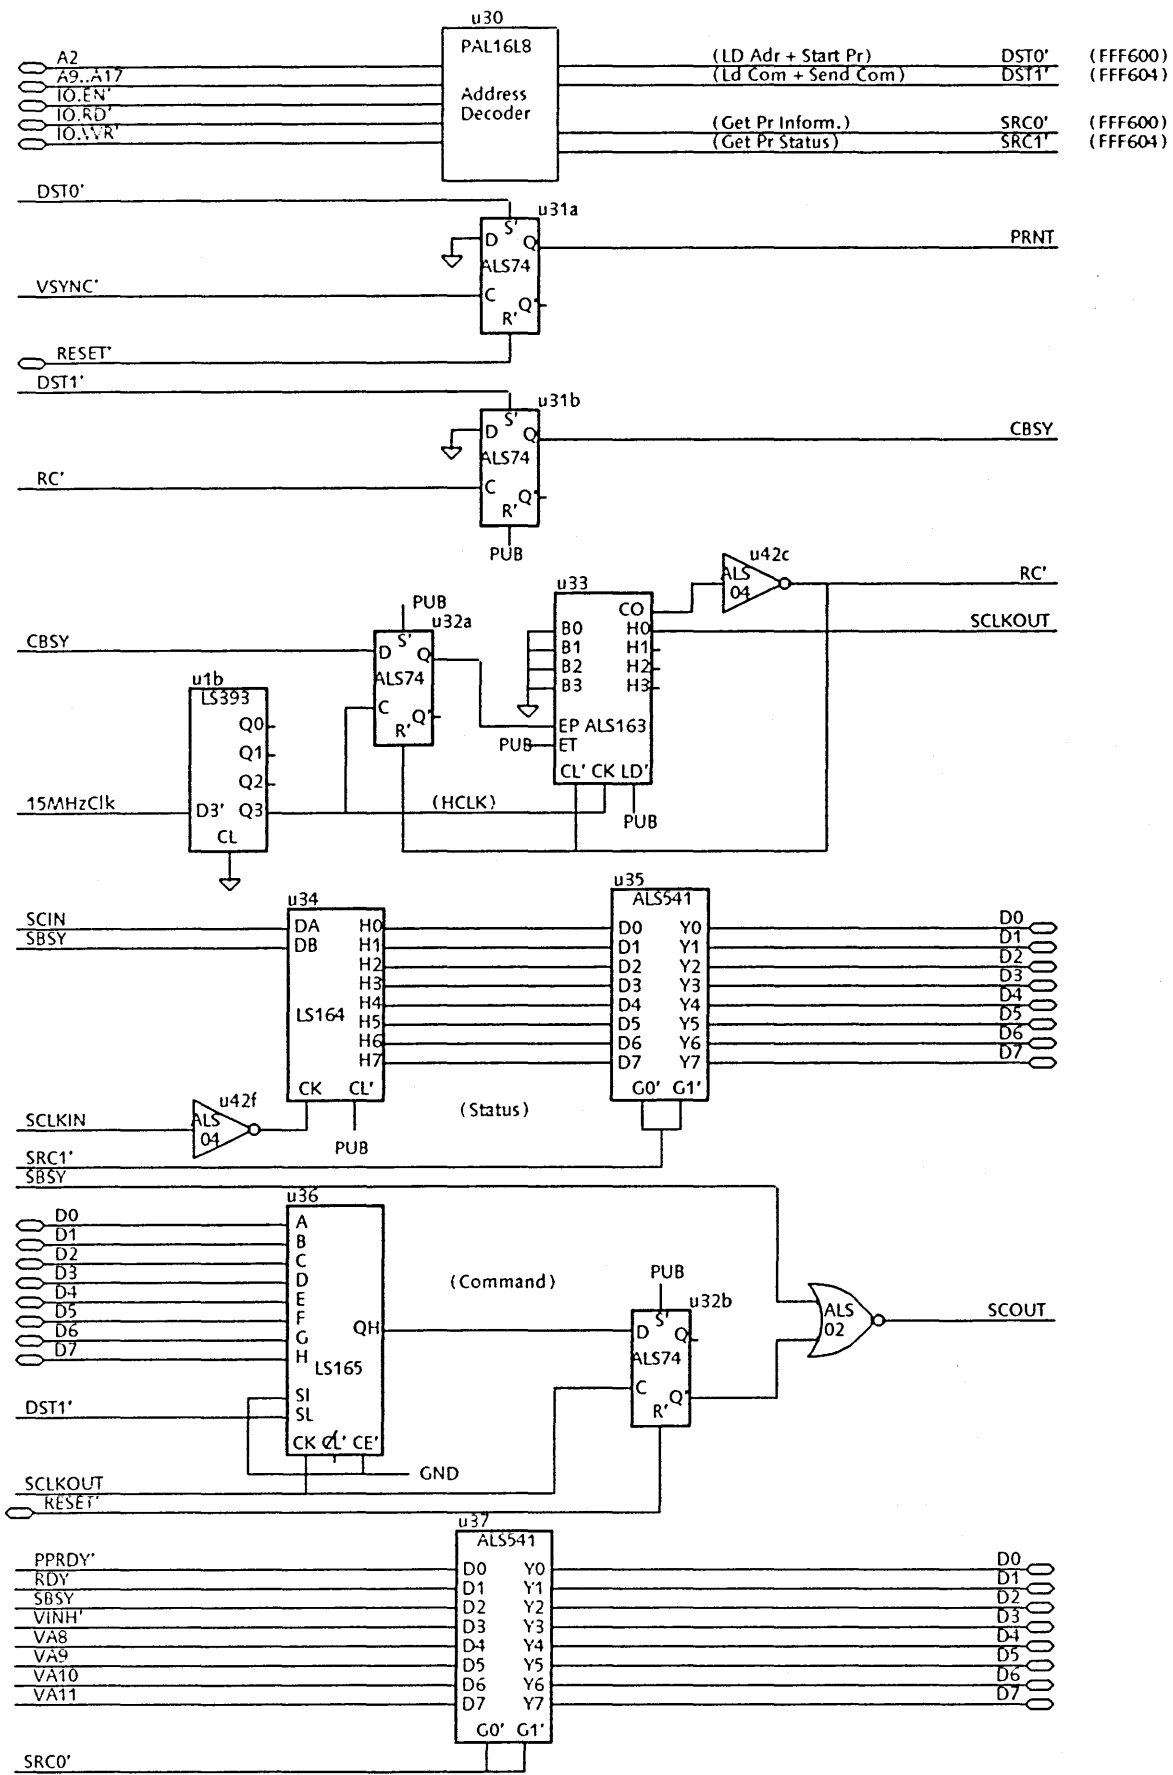 u30
PAL16L8
Address
Decoder
A2
A9..A17
IO.EN'
IO.RD'
IO.WR'
(LD Adr + Start Pr) DST0' (FFF600)
(Ld Com + Send Com) DST1' (FFF604)
(Get Pr Inform.) SRC0' (FFF600)
(Get Pr Status) SRC1' (FFF604)
DST0'
u31a
S'
D Q
ALS74
C Q'
R'
PRNT
VSYNC'
RESET'
DST1'
u31b
S'
D Q
ALS74
C Q'
R'
PUB
CBSY
RC'
u42c
ALS
04
RC'
u33
CO
B0 H0
B1 H1
B2 H2
B3 H3
EP ALS163
ET
CL' CK LD'
PUB
PUB
SCLKOUT
PUB
u32a
CBSY
S'
D Q
ALS74
C Q'
R'
u1b
LS393
Q0
Q1
Q2
D3' Q3
CL
15MHzClk
(HCLK)
u34
SCIN
SBSY
DA H0
DB H1
H2
H3
H4
LS164
H5
H6
H7
CK CL'
PUB
u35
ALS541
D0 Y0
D1 Y1
D2 Y2
D3 Y3
D4 Y4
D5 Y5
D6 Y6
D7 Y7
G0' G1'
D0
D1
D2
D3
D4
D5
D6
D7
(Status)
u42f
ALS
04
SCLKIN
SRC1'
SBSY
u36
D0
D1
D2
D3
D4
D5
D6
D7
A
B
C
D
E
F
G
H
QH
LS165
SI
SL
CK CL' CE'
GND
DST1'
SCLKOUT
RESET'
(Command)
PUB
u32b
S'
D Q
ALS74
C Q'
R'
ALS
02
SCOUT
u37
ALS541
PPRDY'
RDY
SBSY
VINH'
VA8
VA9
VA10
VA11
D0 Y0
D1 Y1
D2 Y2
D3 Y3
D4 Y4
D5 Y5
D6 Y6
D7 Y7
G0' G1'
D0
D1
D2
D3
D4
D5
D6
D7
SRC0'